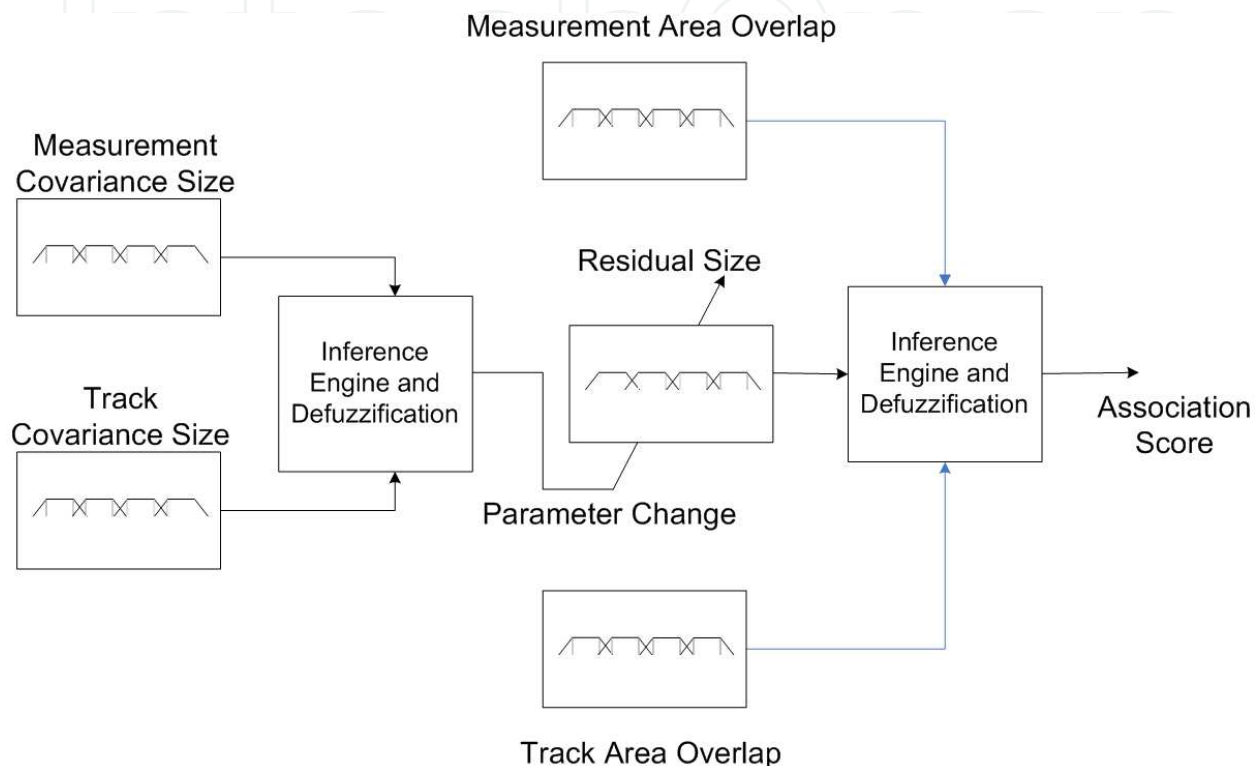 Measurement Area Overlap
Measurement
Covariance Size
Residual Size
Inference
Engine and
Defuzzification
Inference
Engine and
Defuzzification
Track
Covariance Size
Association
Score
Parameter Change
Track Area Overlap